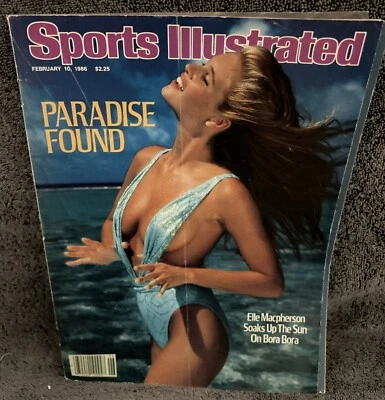 Sports Illustrated
FEBRUARY 10, 1986 $2.25
PARADISE
FOUND
Elle Macpherson
Soaks Up The Sun
On Bora Bora